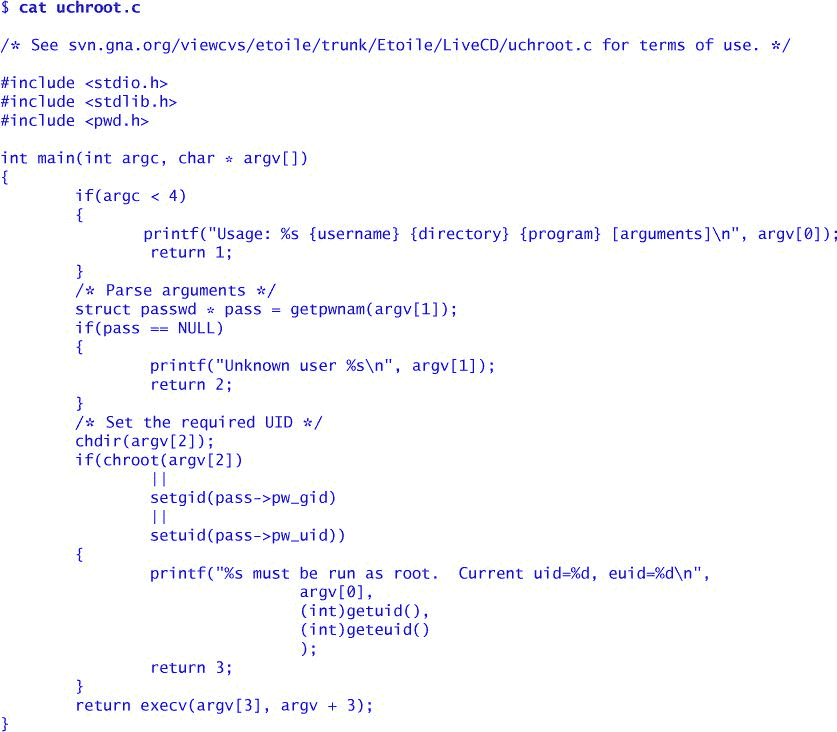 $ cat uchroot.c
/* See svn.gna.org/viewcvs/etoile/trunk/Etoile/LiveCD/uchroot.c for terms of use. */
#include <stdio.h>
#include <stdlib.h>
#include <pwd.h>
int main(int argc, char * argv[])
{
        if(argc < 4)
        {
               printf("Usage: %s {username} {directory} {program} [arguments]\n", argv[0]);
                return 1;
        }
        /* Parse arguments */
        struct passwd * pass = getpwnam(argv[1]);
        if(pass == NULL)
        {
                printf("Unknown user %s\n", argv[1]);
                return 2;
        }
        /* Set the required UID */
        chdir(argv[2]);
        if(chroot(argv[2])
                ||
                setgid(pass->pw_gid)
                ||
                setuid(pass->pw_uid))
        {
                printf("%s must be run as root.  Current uid=%d, euid=%d\n",
                                argv[0],
                                (int)getuid(),
                                (int)geteuid()
                                );
                return 3;
        }
        return execv(argv[3], argv + 3);
}